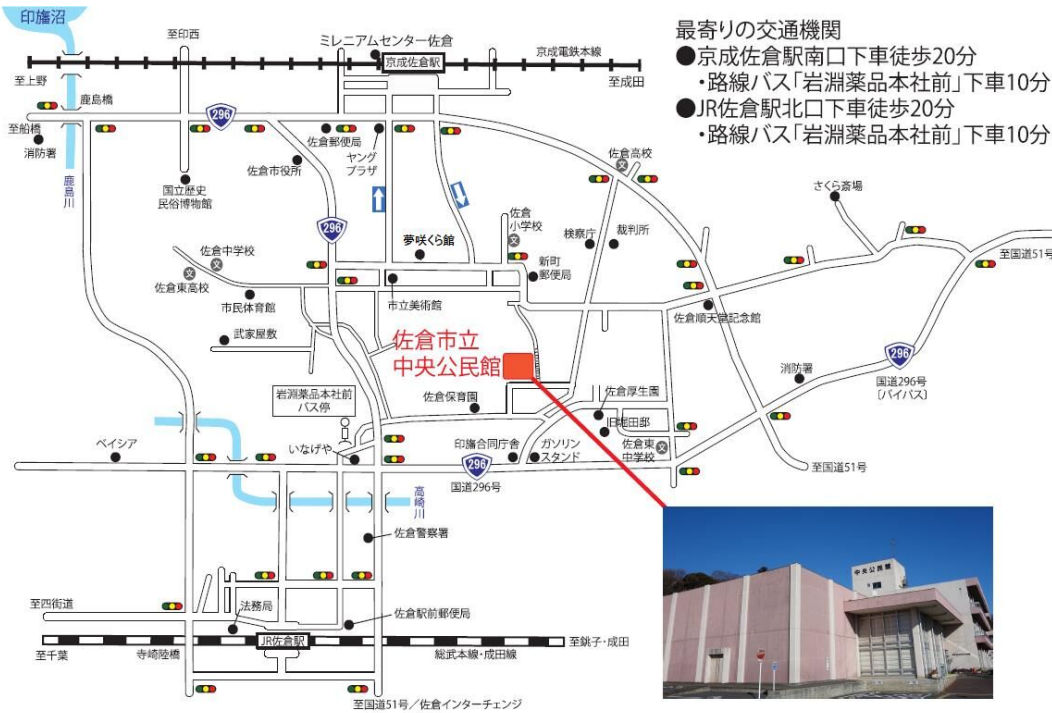 印旛沼
至印西
ミレニアムセンター佐倉
京成佐倉駅
京成電鉄本線
至上野
至成田
最寄りの交通機関
●京成佐倉駅南口下車徒歩20分
・路線バス「岩淵薬品本社前」下車10分
●JR佐倉駅北口下車徒歩20分
・路線バス「岩淵薬品本社前」下車10分
鹿島橋
296
至船橋
消防署
鹿島川
佐倉郵便局
ヤング
プラザ
佐倉市役所
国立歴史
民俗博物館
佐倉高校
文
さくら斎場
296
佐倉
小学校
文
検察庁
裁判所
夢咲くら館
新町
郵便局
至国道51号
佐倉中学校
文
文
佐倉東高校
市民体育館
市立美術館
佐倉順天堂記念館
武家屋敷
佐倉市立
中央公民館
296
国道296号
〔バイパス〕
消防署
岩淵薬品本社前
バス停
佐倉保育園
佐倉厚生園
旧堀田邸
佐倉東
中学校
文
ベイシア
いなげや
印旛合同庁舎
ガソリン
スタンド
296
国道296号
至国道51号
高崎川
佐倉警察署
中央公民館
至四街道
法務局
佐倉駅前郵便局
JR佐倉駅
至千葉
寺崎陸橋
総武本線・成田線
至銚子・成田
至国道51号／佐倉インターチェンジ